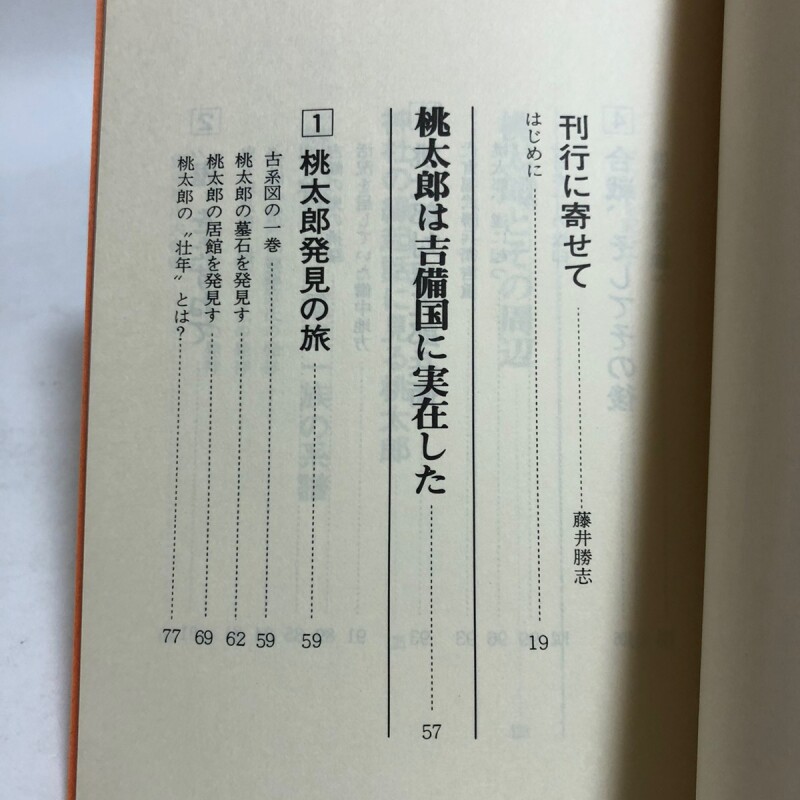 刊行に寄せて……藤井勝志
はじめに……19
桃太郎は吉備国に実在した……57
1 桃太郎発見の旅……59
古系図の一巻……59
桃太郎の墓石を発見す……62
桃太郎の居館を発見す……69
桃太郎の〝壮年〟とは?……77